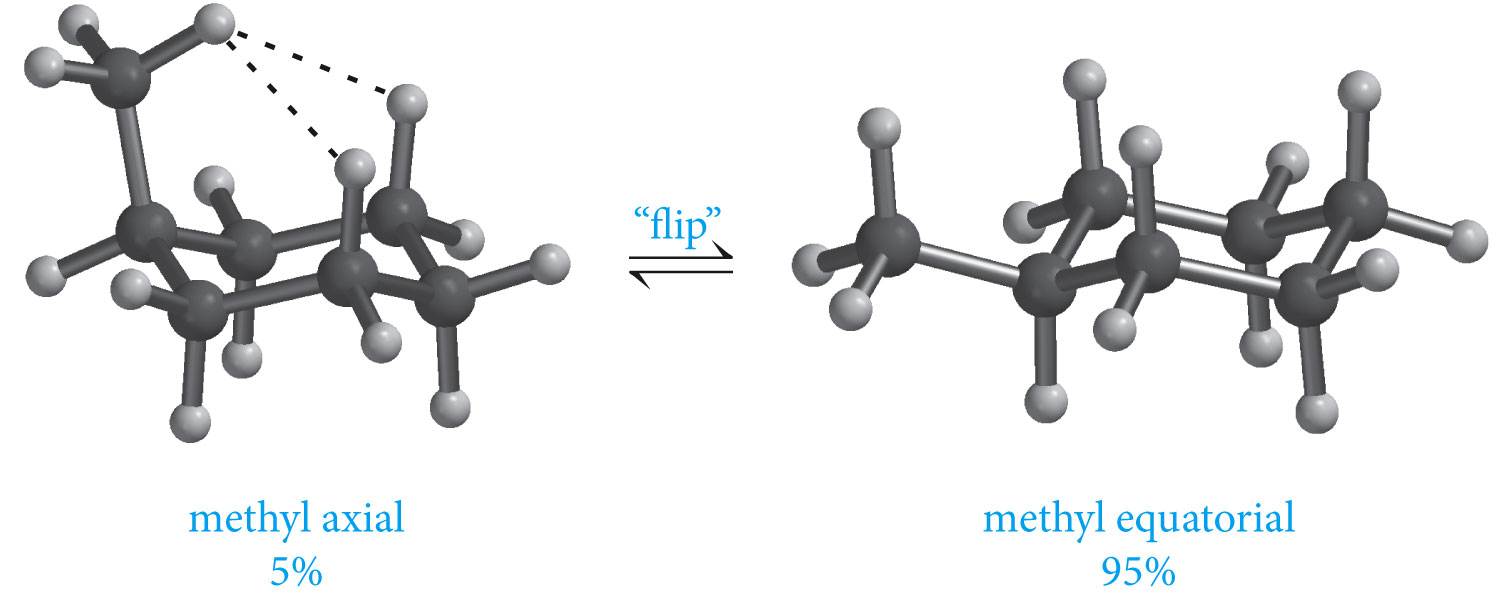 “flip”
methyl axial
5%
methyl equatorial
95%